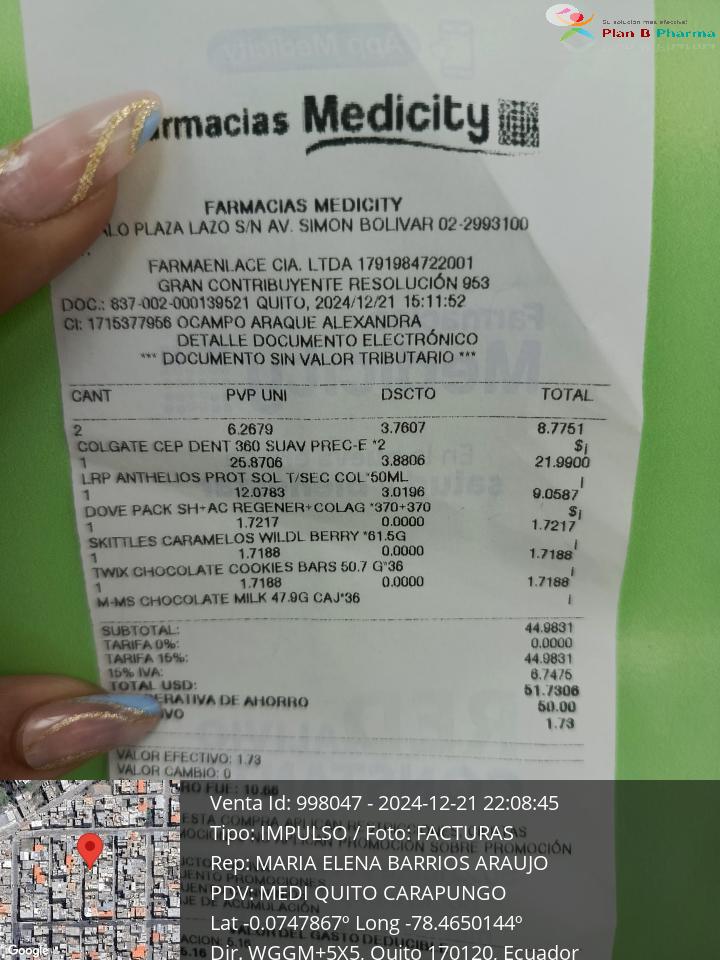 Su solución más efectiva!
Plan B Pharma
armacias Medicity
FARMACIAS MEDICITY
ALO PLAZA LAZO S/N AV. SIMON BOLIVAR 02-2993100
FARMAENLACE CIA. LTDA 1791984722001
GRAN CONTRIBUYENTE RESOLUCIÓN 953
DOC.: 837-002-000139521 QUITO, 2024/12/21 15:11:52
CI: 1715377956 OCAMPO ARAQUE ALEXANDRA
DETALLE DOCUMENTO ELECTRÓNICO
*** DOCUMENTO SIN VALOR TRIBUTARIO ***
CANT PVP UNI DSCTO TOTAL
2 6.2679 3.7607 8.7751
COLGATE CEP DENT 360 SUAV PREC-E *2 $¡
1 25.8706 3.8806 21.9900
LRP ANTHELIOS PROT SOL T/SEC COL*50ML ¡
1 12.0783 3.0196 9.0587
DOVE PACK SH+AC REGENER+COLAG *370+370 $¡
1 1.7217 0.0000 1.7217
SKITTLES CARAMELOS WILDL BERRY *61.5G ¡
1 1.7188 0.0000 1.7188
TWIX CHOCOLATE COOKIES BARS 50.7 G*36 ¡
1 1.7188 0.0000 1.7188
M-MS CHOCOLATE MILK 47.9G CAJ*36 ¡
SUBTOTAL: 44.9831
TARIFA 0%: 0.0000
TARIFA 15%: 44.9831
15% IVA: 6.7475
TOTAL USD: 51.7306
ERATIVA DE AHORRO 50.00
IVO 1.73
VALOR EFECTIVO: 1.73
VALOR CAMBIO: 0
RO FUE: 10.66
Venta Id: 998047 - 2024-12-21 22:08:45
Tipo: IMPULSO / Foto: FACTURAS
Rep: MARIA ELENA BARRIOS ARAUJO
PDV: MEDI QUITO CARAPUNGO
Lat -0.0747867º Long -78.4650144º
Dir. WGGM+5X5, Quito 170120, Ecuador
Google